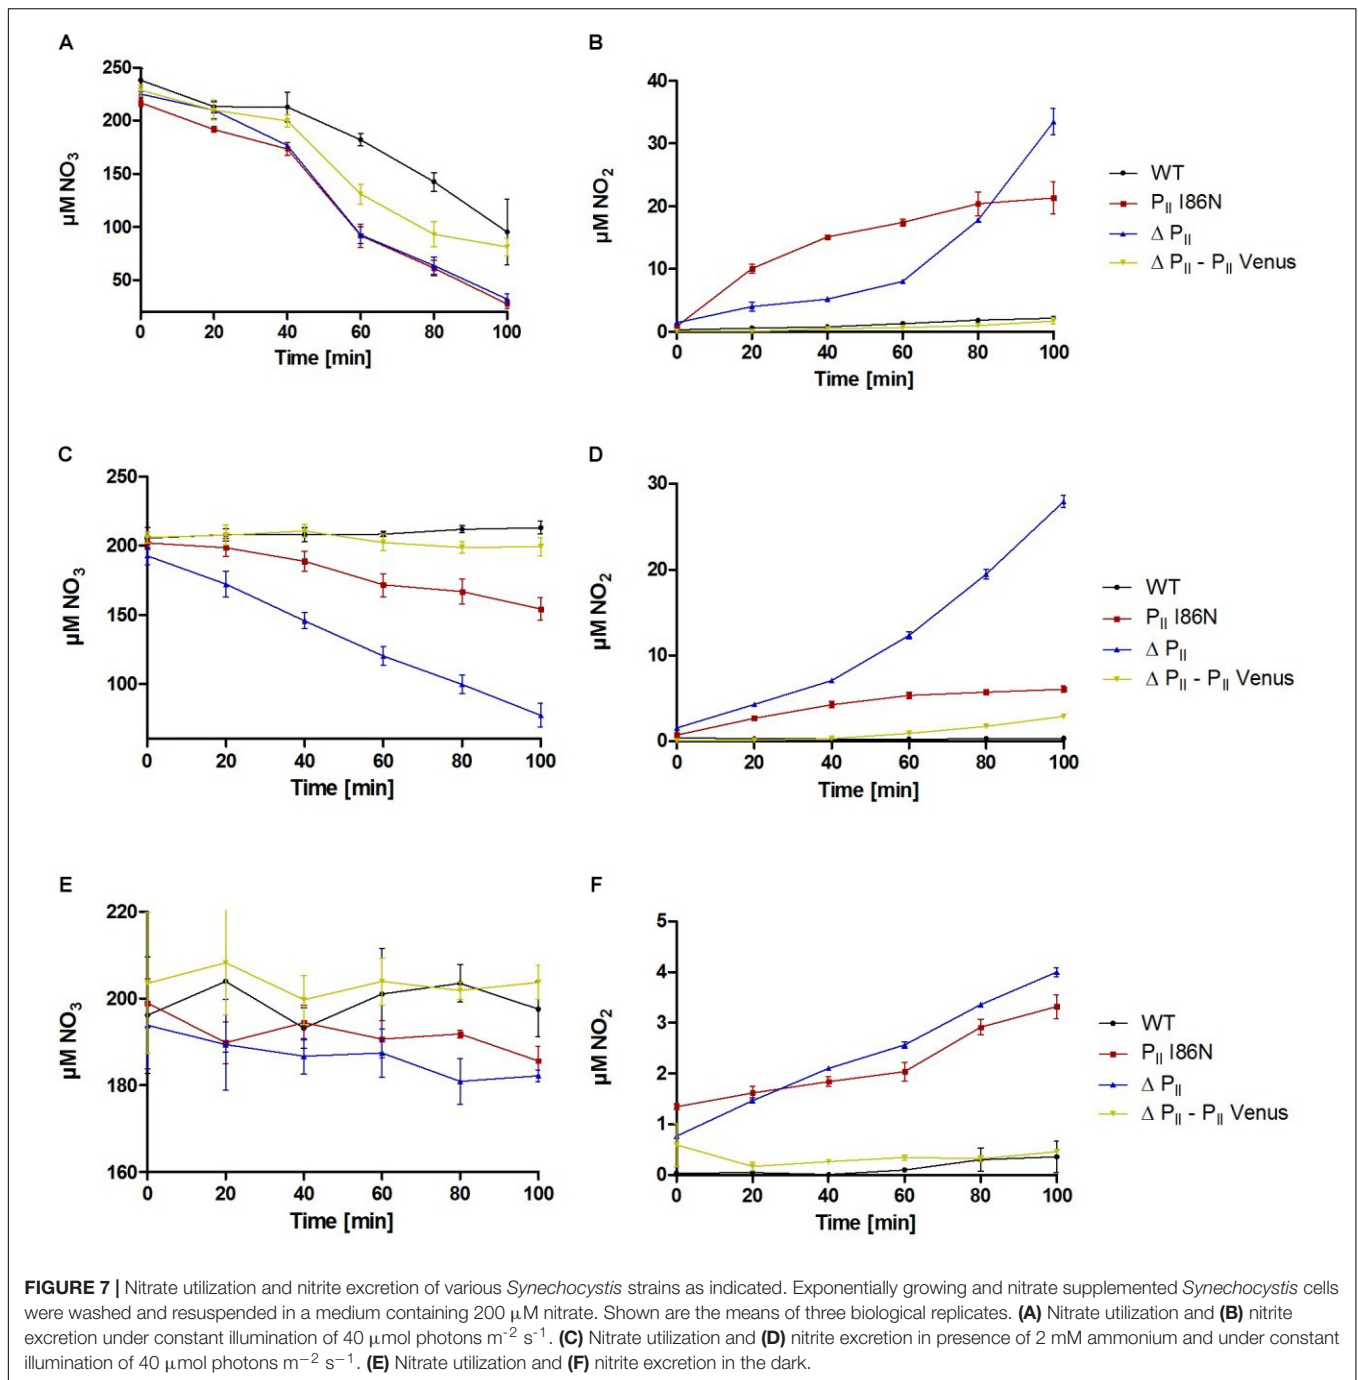 A
250
200
150
100
50
µM NO3
0 20 40 60 80 100
Time [min]
B
40
30
20
10
0
µM NO2
0 20 40 60 80 100
Time [min]
WT
PII I86N
Δ PII
Δ PII - PII Venus
C
250
200
150
100
µM NO3
0 20 40 60 80 100
Time [min]
D
30
20
10
0
µM NO2
0 20 40 60 80 100
Time [min]
WT
PII I86N
Δ PII
Δ PII - PII Venus
E
220
200
180
160
µM NO3
0 20 40 60 80 100
Time [min]
F
5
4
3
2
1
0
µM NO2
0 20 40 60 80 100
Time [min]
WT
PII I86N
Δ PII
Δ PII - PII Venus
FIGURE 7 | Nitrate utilization and nitrite excretion of various Synechocystis strains as indicated. Exponentially growing and nitrate supplemented Synechocystis cells
were washed and resuspended in a medium containing 200 µM nitrate. Shown are the means of three biological replicates. (A) Nitrate utilization and (B) nitrite
excretion under constant illumination of 40 µmol photons m-2 s-1. (C) Nitrate utilization and (D) nitrite excretion in presence of 2 mM ammonium and under constant
illumination of 40 µmol photons m−2 s−1. (E) Nitrate utilization and (F) nitrite excretion in the dark.